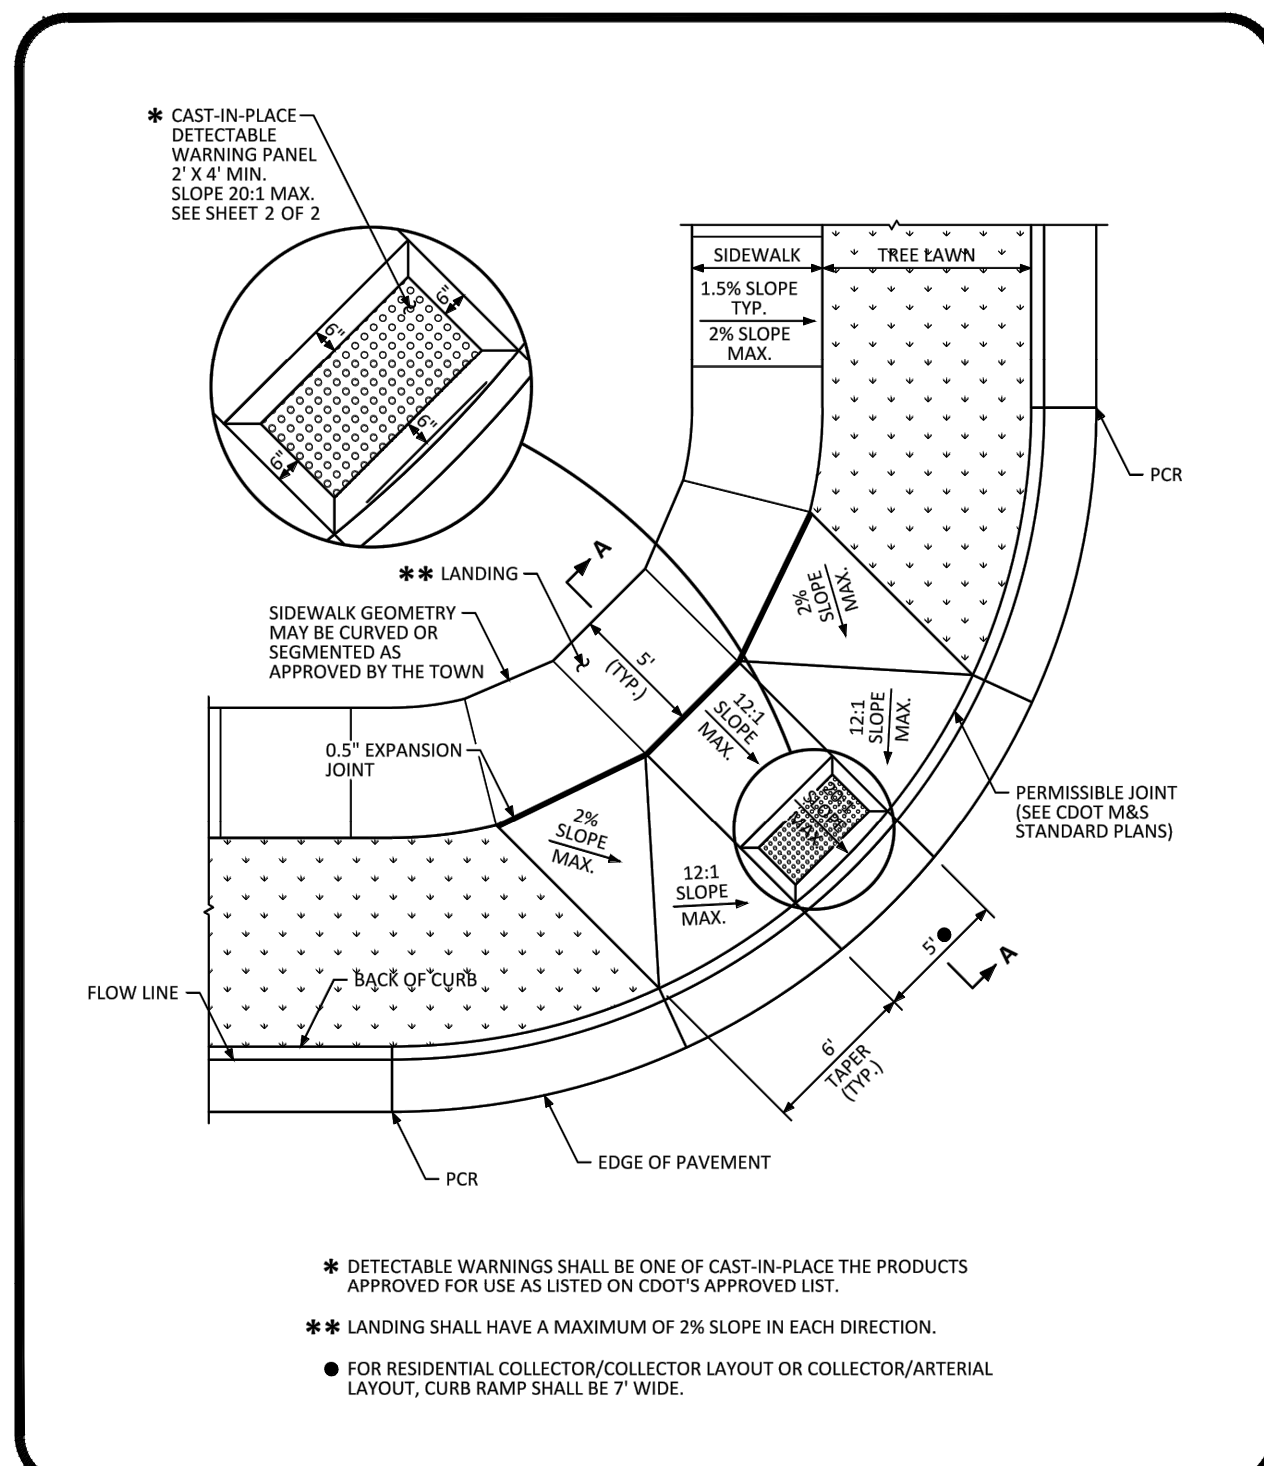 * CAST-IN-PLACE
DETECTABLE
WARNING PANEL
2' X 4' MIN.
SLOPE 20:1 MAX.
SEE SHEET 2 OF 2
6"
6"
6"
6"
SIDEWALK
TREE LAWN
1.5% SLOPE
TYP.
2% SLOPE
MAX.
PCR
A
** LANDING
SIDEWALK GEOMETRY
MAY BE CURVED OR
SEGMENTED AS
APPROVED BY THE TOWN
5'
(TYP.)
2%
SLOPE
MAX.
12:1
SLOPE
MAX.
12:1
SLOPE
MAX.
0.5" EXPANSION
JOINT
2%
SLOPE
MAX.
12:1
SLOPE
MAX.
SLOPE
MAX.
PERMISSIBLE JOINT
(SEE CDOT M&S
STANDARD PLANS)
5' ●
A
6'
TAPER
(TYP.)
FLOW LINE
BACK OF CURB
EDGE OF PAVEMENT
PCR
* DETECTABLE WARNINGS SHALL BE ONE OF CAST-IN-PLACE THE PRODUCTS
APPROVED FOR USE AS LISTED ON CDOT'S APPROVED LIST.
** LANDING SHALL HAVE A MAXIMUM OF 2% SLOPE IN EACH DIRECTION.
● FOR RESIDENTIAL COLLECTOR/COLLECTOR LAYOUT OR COLLECTOR/ARTERIAL
LAYOUT, CURB RAMP SHALL BE 7' WIDE.